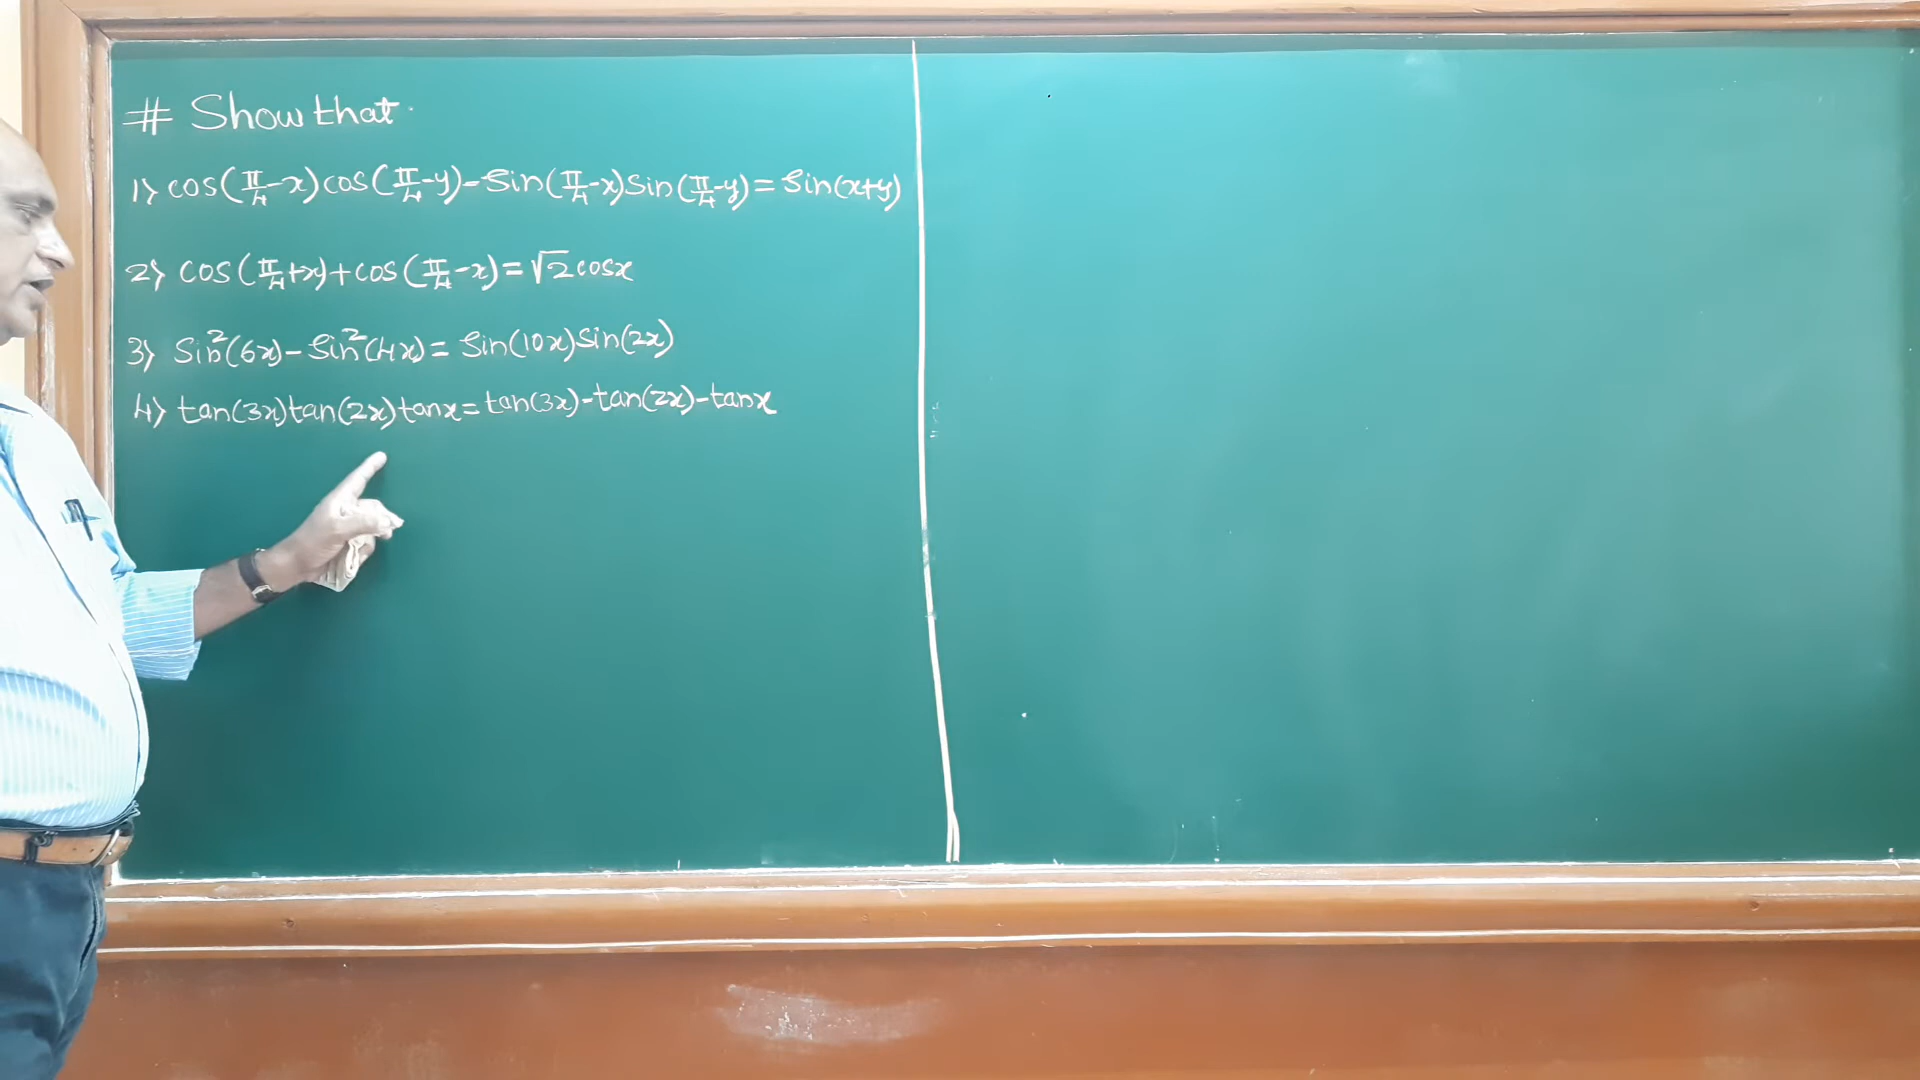 # Show that
1) cos(π/4-x)cos(π/4-y)-Sin(π/4-x)Sin(π/4-y)=Sin(x+y)
2) cos(π/4+x)+cos(π/4-x)=√2cosx
3) Sin²(6x)-Sin²(4x)=Sin(10x)Sin(2x)
4) tan(3x)tan(2x)tanx=tan(3x)-tan(2x)-tanx